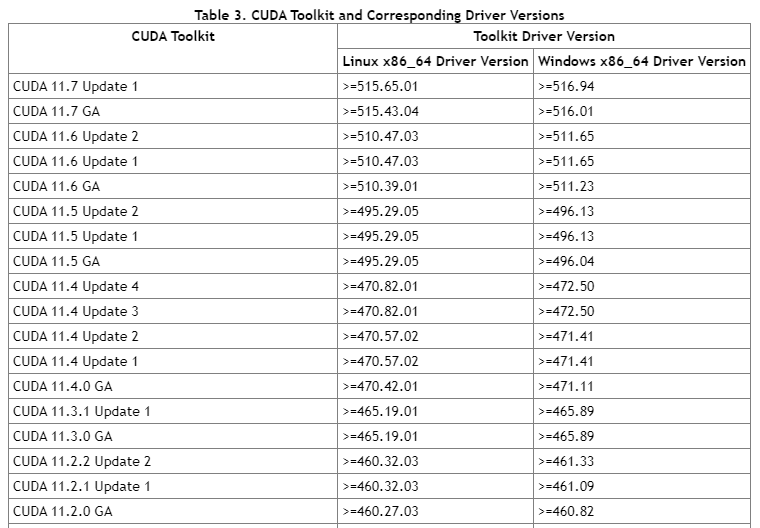 Table 3. CUDA Toolkit and Corresponding Driver Versions
CUDA Toolkit Toolkit Driver Version
Linux x86_64 Driver Version Windows x86_64 Driver Version
CUDA 11.7 Update 1 >=515.65.01 >=516.94
CUDA 11.7 GA >=515.43.04 >=516.01
CUDA 11.6 Update 2 >=510.47.03 >=511.65
CUDA 11.6 Update 1 >=510.47.03 >=511.65
CUDA 11.6 GA >=510.39.01 >=511.23
CUDA 11.5 Update 2 >=495.29.05 >=496.13
CUDA 11.5 Update 1 >=495.29.05 >=496.13
CUDA 11.5 GA >=495.29.05 >=496.04
CUDA 11.4 Update 4 >=470.82.01 >=472.50
CUDA 11.4 Update 3 >=470.82.01 >=472.50
CUDA 11.4 Update 2 >=470.57.02 >=471.41
CUDA 11.4 Update 1 >=470.57.02 >=471.41
CUDA 11.4.0 GA >=470.42.01 >=471.11
CUDA 11.3.1 Update 1 >=465.19.01 >=465.89
CUDA 11.3.0 GA >=465.19.01 >=465.89
CUDA 11.2.2 Update 2 >=460.32.03 >=461.33
CUDA 11.2.1 Update 1 >=460.32.03 >=461.09
CUDA 11.2.0 GA >=460.27.03 >=460.82